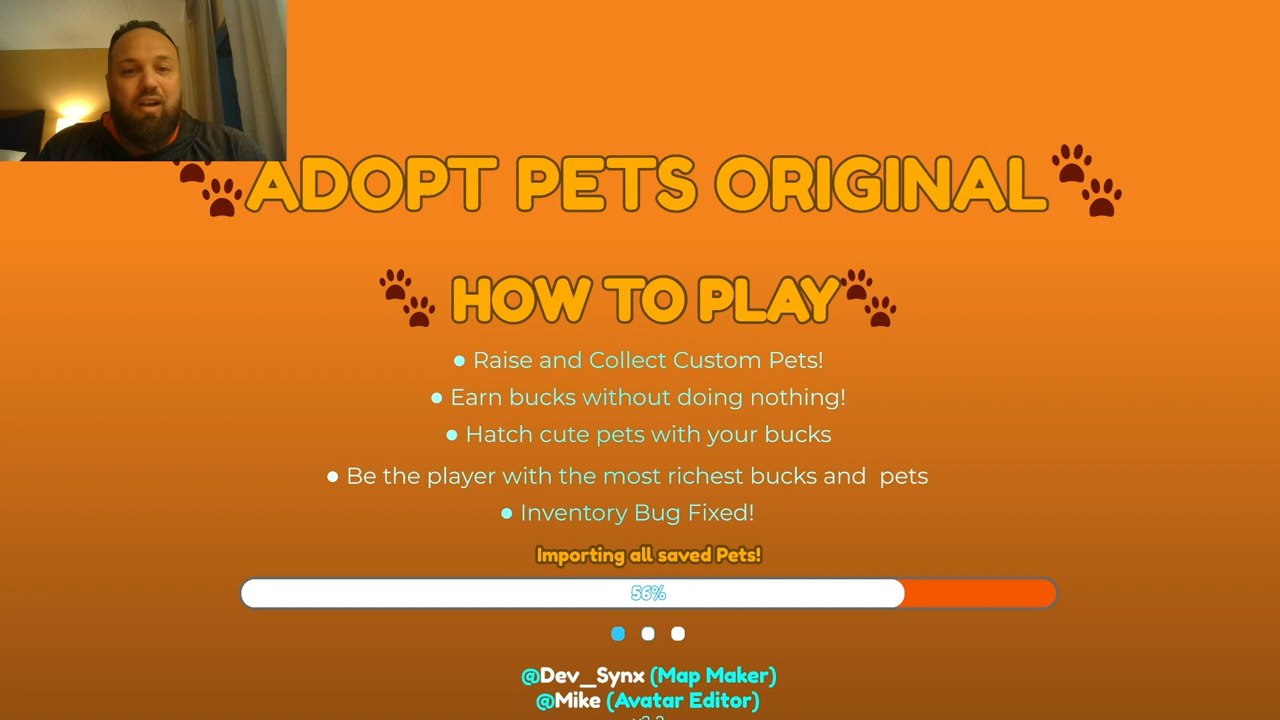 ADOPT PETS ORIGINAL
HOW TO PLAY
• Raise and Collect Custom Pets!
• Earn bucks without doing nothing!
• Hatch cute pets with your bucks
• Be the player with the most richest bucks and  pets
• Inventory Bug Fixed!
Importing all saved Pets!
56%
@Dev_Synx (Map Maker)
@Mike (Avatar Editor)